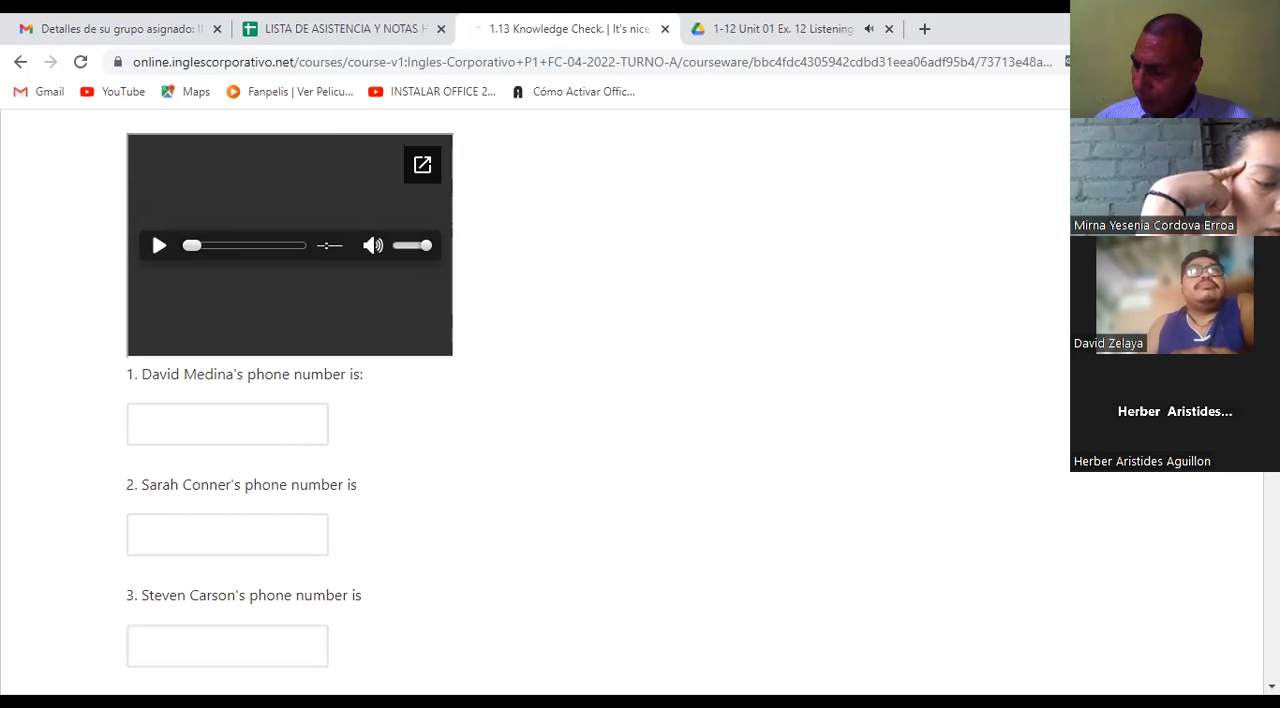 Detalles de su grupo asignado: I
LISTA DE ASISTENCIA Y NOTAS H
1.13 Knowledge Check. | It's nice
1-12 Unit 01 Ex. 12 Listening
online.inglescorporativo.net/courses/course-v1:Ingles-Corporativo+P1+FC-04-2022-TURNO-A/courseware/bbc4fdc4305942cdbd31eea06adf95b4/73713e48a...
Gmail
YouTube
Maps
Fanpelis | Ver Pelicu...
INSTALAR OFFICE 2...
Cómo Activar Offic...
1. David Medina's phone number is:
2. Sarah Conner's phone number is
3. Steven Carson's phone number is
Mirna Yesenia Cordova Erroa
David Zelaya
Herber Aristides...
Herber Aristides Aguillon